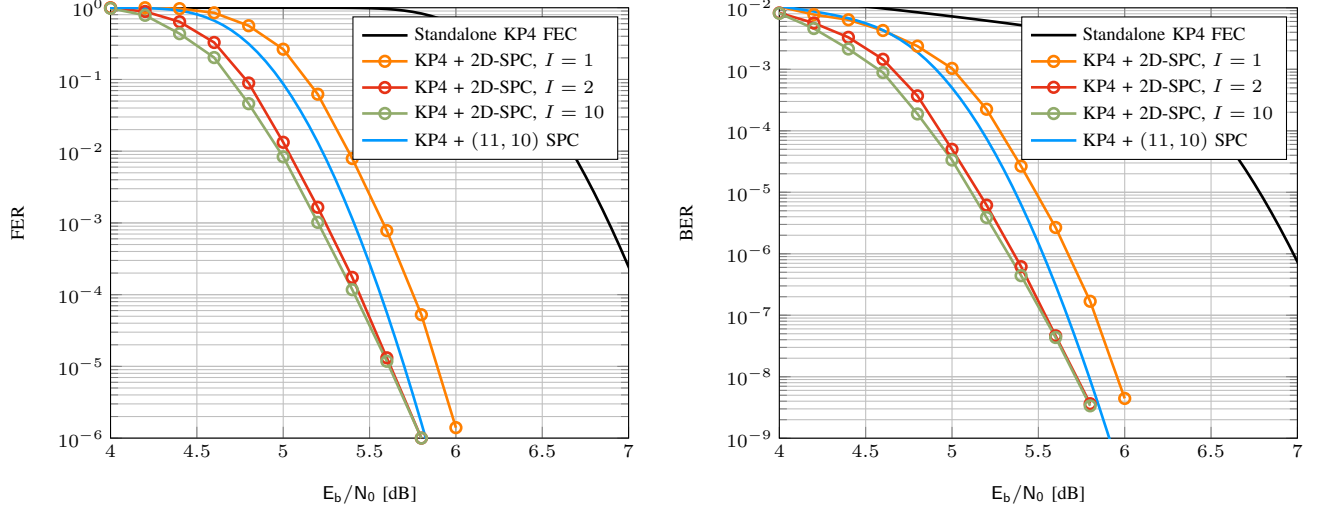 10^0
10^{-1}
10^{-2}
10^{-3}
10^{-4}
10^{-5}
10^{-6}
FER
4
4.5
5
5.5
6
6.5
7
E_b/N_0 [dB]
Standalone KP4 FEC
KP4 + 2D-SPC, I = 1
KP4 + 2D-SPC, I = 2
KP4 + 2D-SPC, I = 10
KP4 + (11, 10) SPC
10^{-2}
10^{-3}
10^{-4}
10^{-5}
10^{-6}
10^{-7}
10^{-8}
10^{-9}
BER
4
4.5
5
5.5
6
6.5
7
E_b/N_0 [dB]
Standalone KP4 FEC
KP4 + 2D-SPC, I = 1
KP4 + 2D-SPC, I = 2
KP4 + 2D-SPC, I = 10
KP4 + (11, 10) SPC